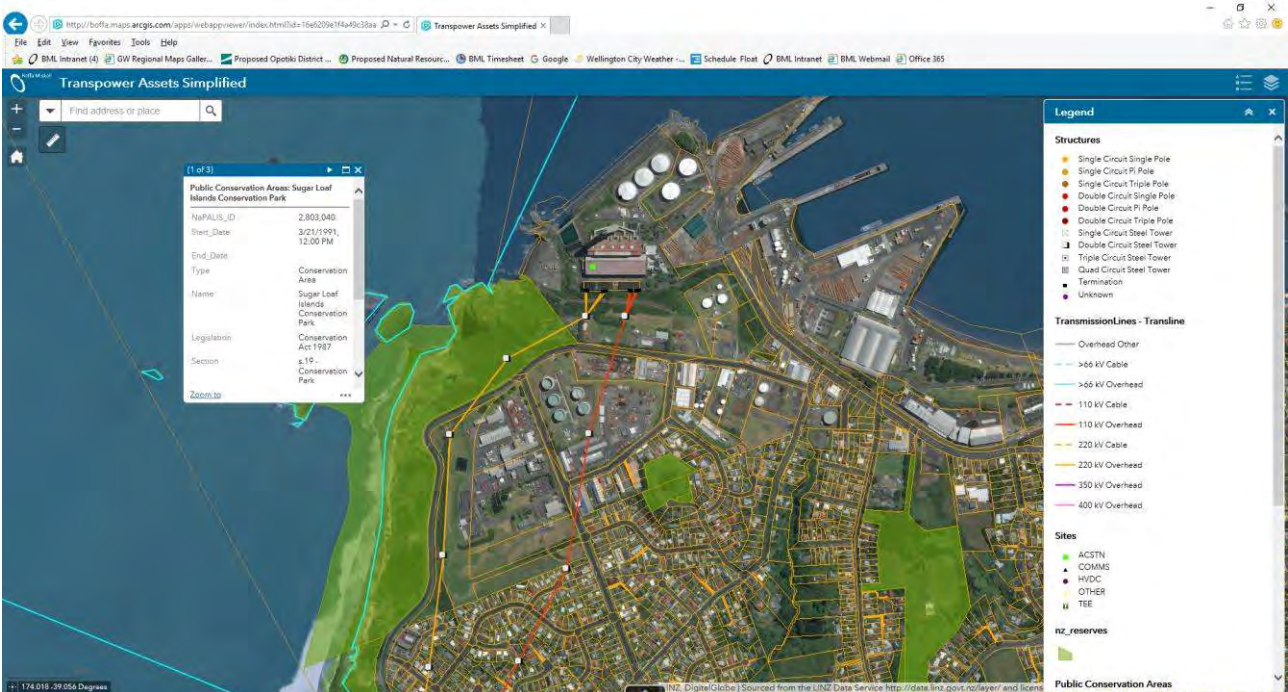 http://boffa.maps.arcgis.com/apps/webappviewer/index.html?id=16e6209e1f4a49c38aa
Transpower Assets Simplified
File Edit View Favorites Tools Help
BML Intranet (4) GW Regional Maps Galler... Proposed Opotiki District ... Proposed Natural Resourc... BML Timesheet Google Wellington City Weather -... Schedule Float BML Intranet BML Webmail Office 365
Transpower Assets Simplified
Find address or place
(1 of 3)
Public Conservation Areas: Sugar Loaf
Islands Conservation Park
NaPALIS_ID 2,803,040
Start_Date 3/21/1991,
12:00 PM
End_Date
Type Conservation
Area
Name Sugar Loaf
Islands
Conservation
Park
Legislation Conservation
Act 1987
Section s.19 -
Conservation
Park
Zoom to
Legend
Structures
Single Circuit Single Pole
Single Circuit Pi Pole
Single Circuit Triple Pole
Double Circuit Single Pole
Double Circuit Pi Pole
Double Circuit Triple Pole
Single Circuit Steel Tower
Double Circuit Steel Tower
Triple Circuit Steel Tower
Quad Circuit Steel Tower
Termination
Unknown
TransmissionLines - Transline
Overhead Other
>66 kV Cable
>66 kV Overhead
110 kV Cable
110 kV Overhead
220 kV Cable
220 kV Overhead
350 kV Overhead
400 kV Overhead
Sites
ACSTN
COMMS
HVDC
OTHER
TEE
nz_reserves
Public Conservation Areas
174.018 -39.056 Degrees
LINZ, DigitalGlobe | Sourced from the LINZ Data Service http://data.linz.govt.nz/layer/ and licens